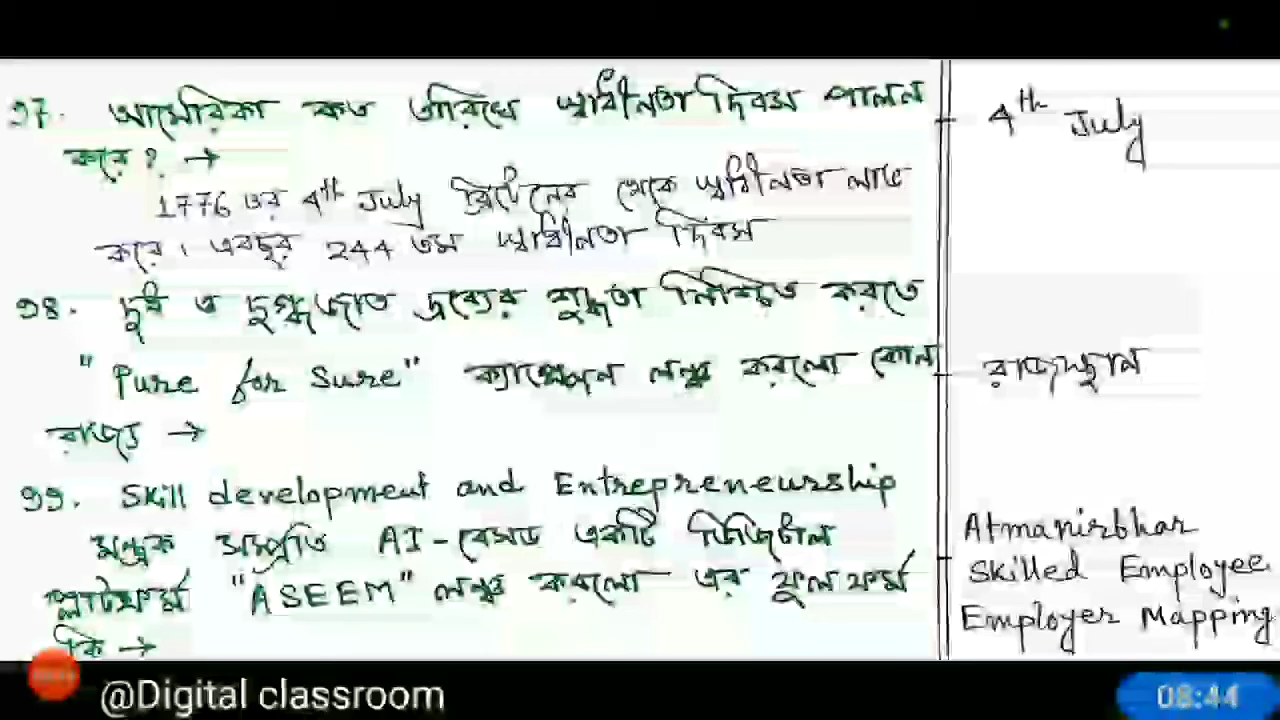 97. আমেরিকা কত তারিখে স্বাধীনতা দিবস পালন
করে? →
4th July
1776 এর 4th July ব্রিটেনের থেকে স্বাধীনতা লাভ
করে। এবছর 244 তম স্বাধীনতা দিবস
98. দুধ ও দুগ্ধজাত দ্রব্যের শুদ্ধতা নিশ্চিত করতে
"Pure for Sure" ক্যাম্পেন লঞ্চ করলো কোন
রাজ্য →
রাজস্থান
99. Skill development and Entrepreneurship
মন্ত্রক সম্প্রতি AI-বেসড একটি ডিজিটাল
প্লাটফর্ম "ASEEM" লঞ্চ করলো এর ফুলফর্ম
কি →
Atmanirbhar
Skilled Employee
Employer Mapping
@Digital classroom
08:44